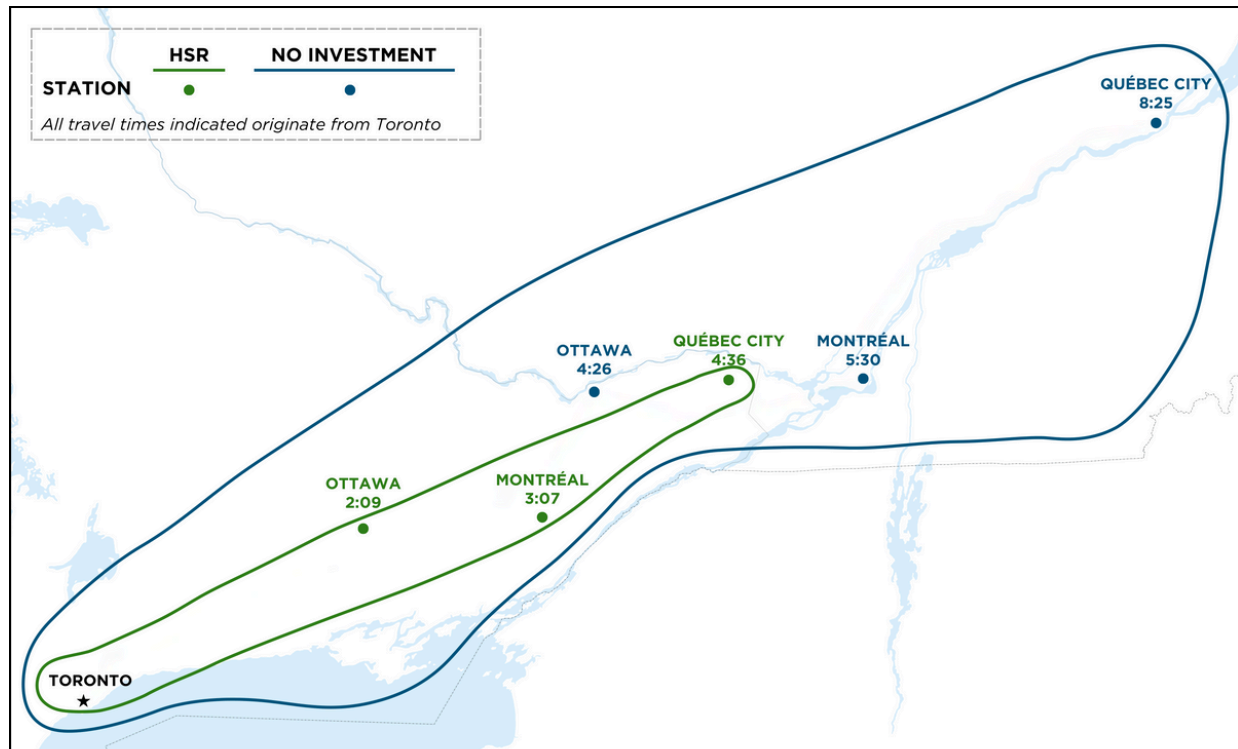 HSR NO INVESTMENT
STATION
All travel times indicated originate from Toronto
QUÉBEC CITY
8:25
OTTAWA
4:26
QUÉBEC CITY
4:36
MONTRÉAL
5:30
OTTAWA
2:09
MONTRÉAL
3:07
TORONTO